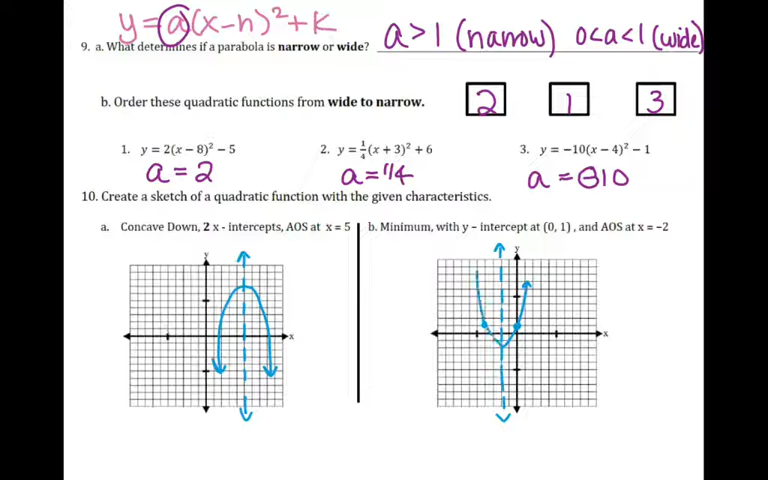 y = a(x-h)²+k
9. a. What determines if a parabola is narrow or wide? a>1 (narrow) 0<a<1 (wide)
b. Order these quadratic functions from wide to narrow. 2 1 3
1. y = 2(x − 8)² − 5 2. y = 1/4(x + 3)² + 6 3. y = −10(x − 4)² − 1
a = 2 a = 1/4 a = -10
10. Create a sketch of a quadratic function with the given characteristics.
a. Concave Down, 2 x - intercepts, AOS at x = 5 b. Minimum, with y – intercept at (0, 1) , and AOS at x = −2
y y
x x